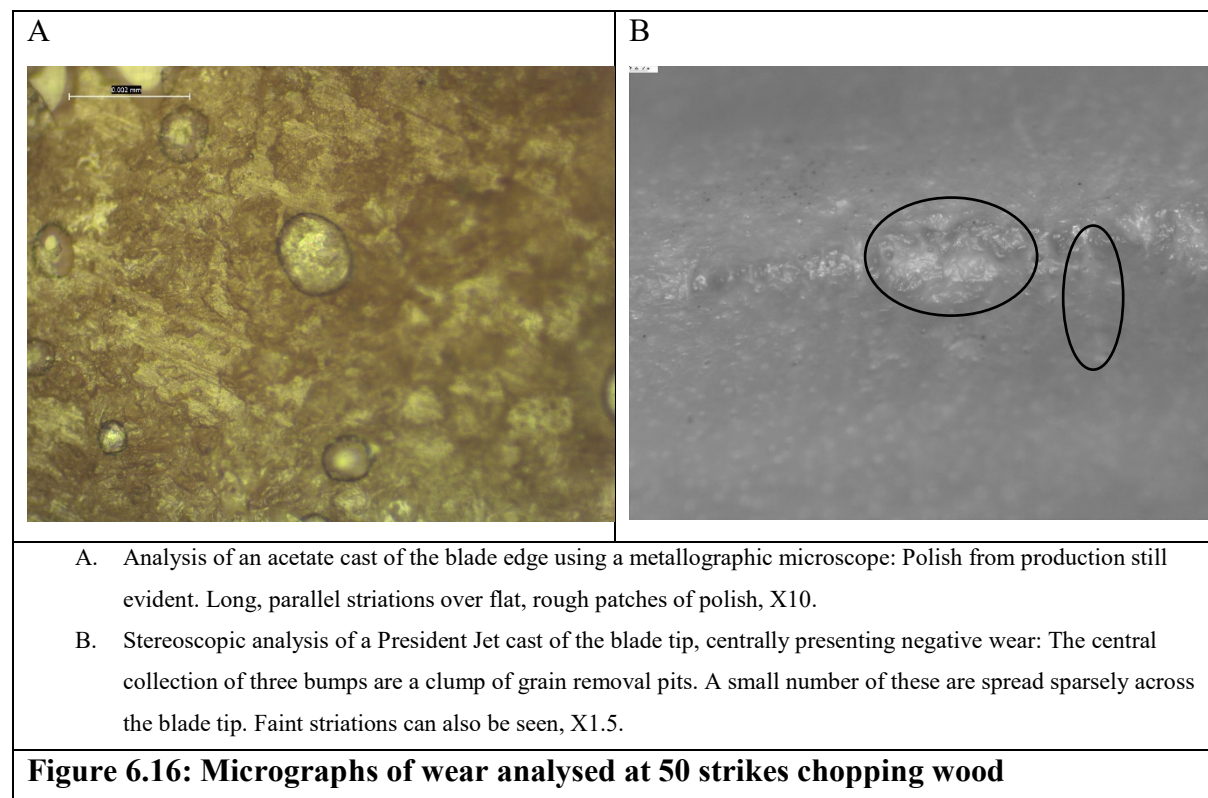 A
B
0.002 mm
A. Analysis of an acetate cast of the blade edge using a metallographic microscope: Polish from production still
evident. Long, parallel striations over flat, rough patches of polish, X10.
B. Stereoscopic analysis of a President Jet cast of the blade tip, centrally presenting negative wear: The central
collection of three bumps are a clump of grain removal pits. A small number of these are spread sparsely across
the blade tip. Faint striations can also be seen, X1.5.
Figure 6.16: Micrographs of wear analysed at 50 strikes chopping wood